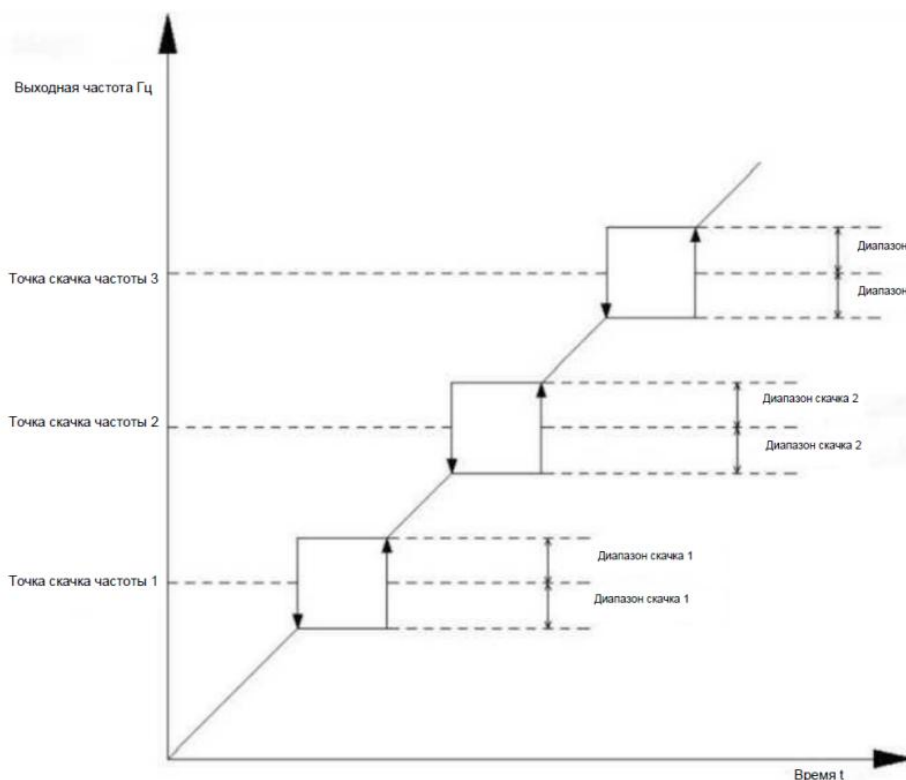 Выходная частота Гц
Точка скачка частоты 3
Диапазон
Диапазон
Точка скачка частоты 2
Диапазон скачка 2
Диапазон скачка 2
Точка скачка частоты 1
Диапазон скачка 1
Диапазон скачка 1
Время t